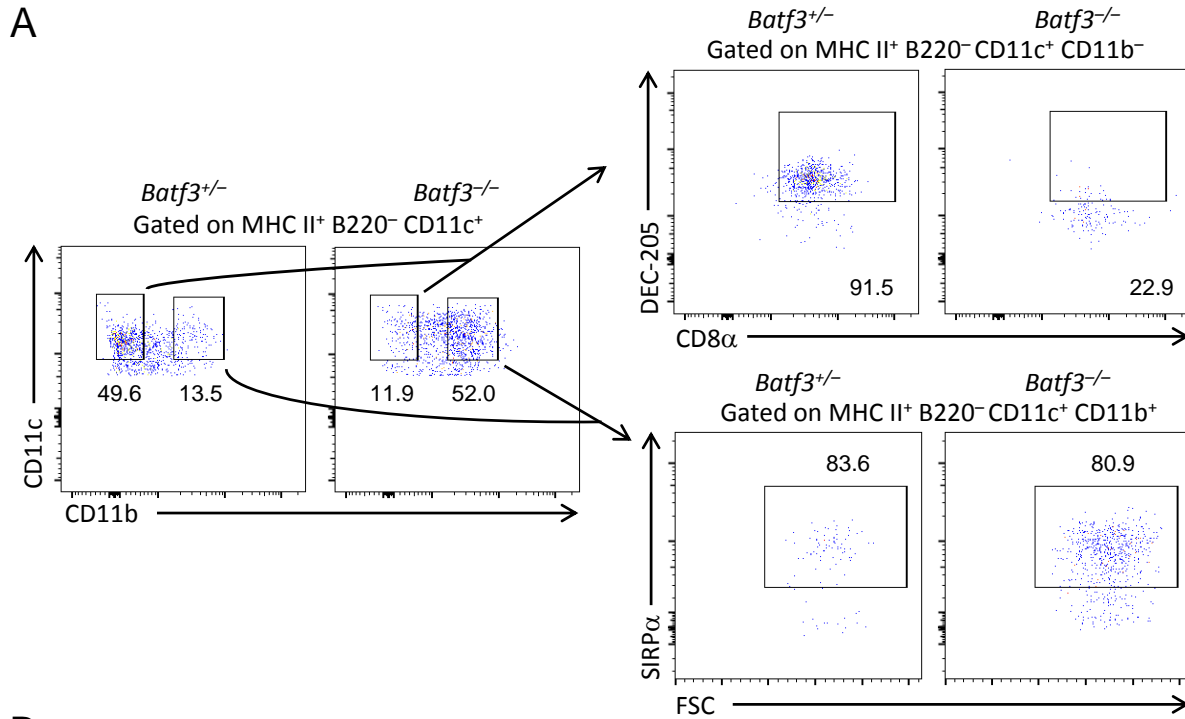 A
Batf3+/– Batf3–/–
Gated on MHC II+ B220– CD11c+
CD11c
49.6 13.5
11.9 52.0
CD11b
Batf3+/– Batf3–/–
Gated on MHC II+ B220– CD11c+ CD11b–
DEC-205
91.5
22.9
CD8α
Batf3+/– Batf3–/–
Gated on MHC II+ B220– CD11c+ CD11b+
SIRPα
83.6
80.9
FSC